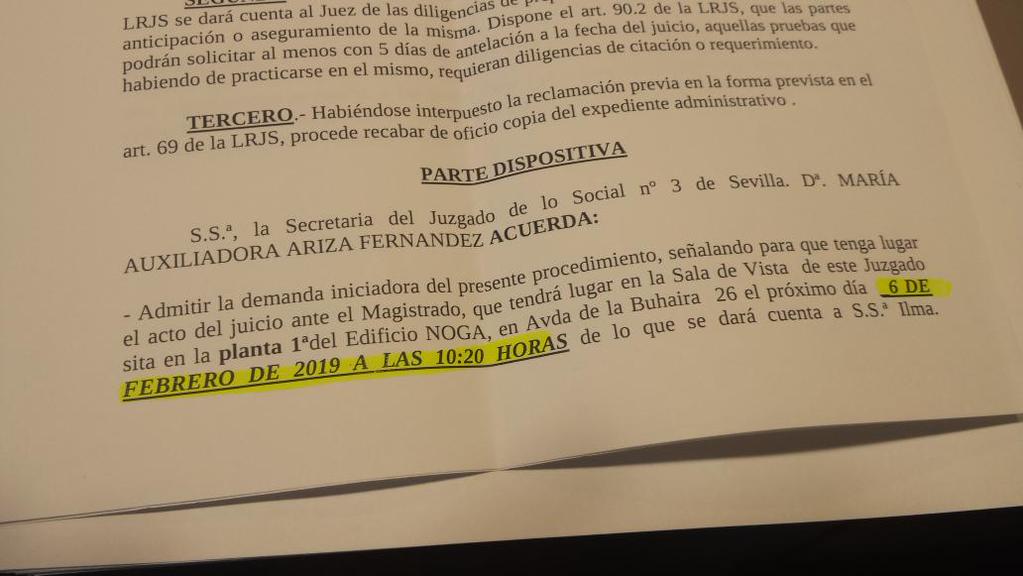 SEGUNDO
LRJS se dará cuenta al Juez de las diligencias de
anticipación o aseguramiento de la misma. Dispone el art. 90.2 de la LRJS, que las partes
podrán solicitar al menos con 5 días de antelación a la fecha del juicio, aquellas pruebas que
habiendo de practicarse en el mismo, requieran diligencias de citación o requerimiento.
TERCERO.- Habiéndose interpuesto la reclamación previa en la forma prevista en el
art. 69 de la LRJS, procede recabar de oficio copia del expediente administrativo .
PARTE DISPOSITIVA
S.S.ª, la Secretaria del Juzgado de lo Social nº 3 de Sevilla. Dª. MARÍA
AUXILIADORA ARIZA FERNANDEZ ACUERDA:
- Admitir la demanda iniciadora del presente procedimiento, señalando para que tenga lugar
el acto del juicio ante el Magistrado, que tendrá lugar en la Sala de Vista de este Juzgado
sita en la planta 1ªdel Edificio NOGA, en Avda de la Buhaira 26 el próximo día 6 DE
FEBRERO DE 2019 A LAS 10:20 HORAS de lo que se dará cuenta a S.S.ª Ilma.